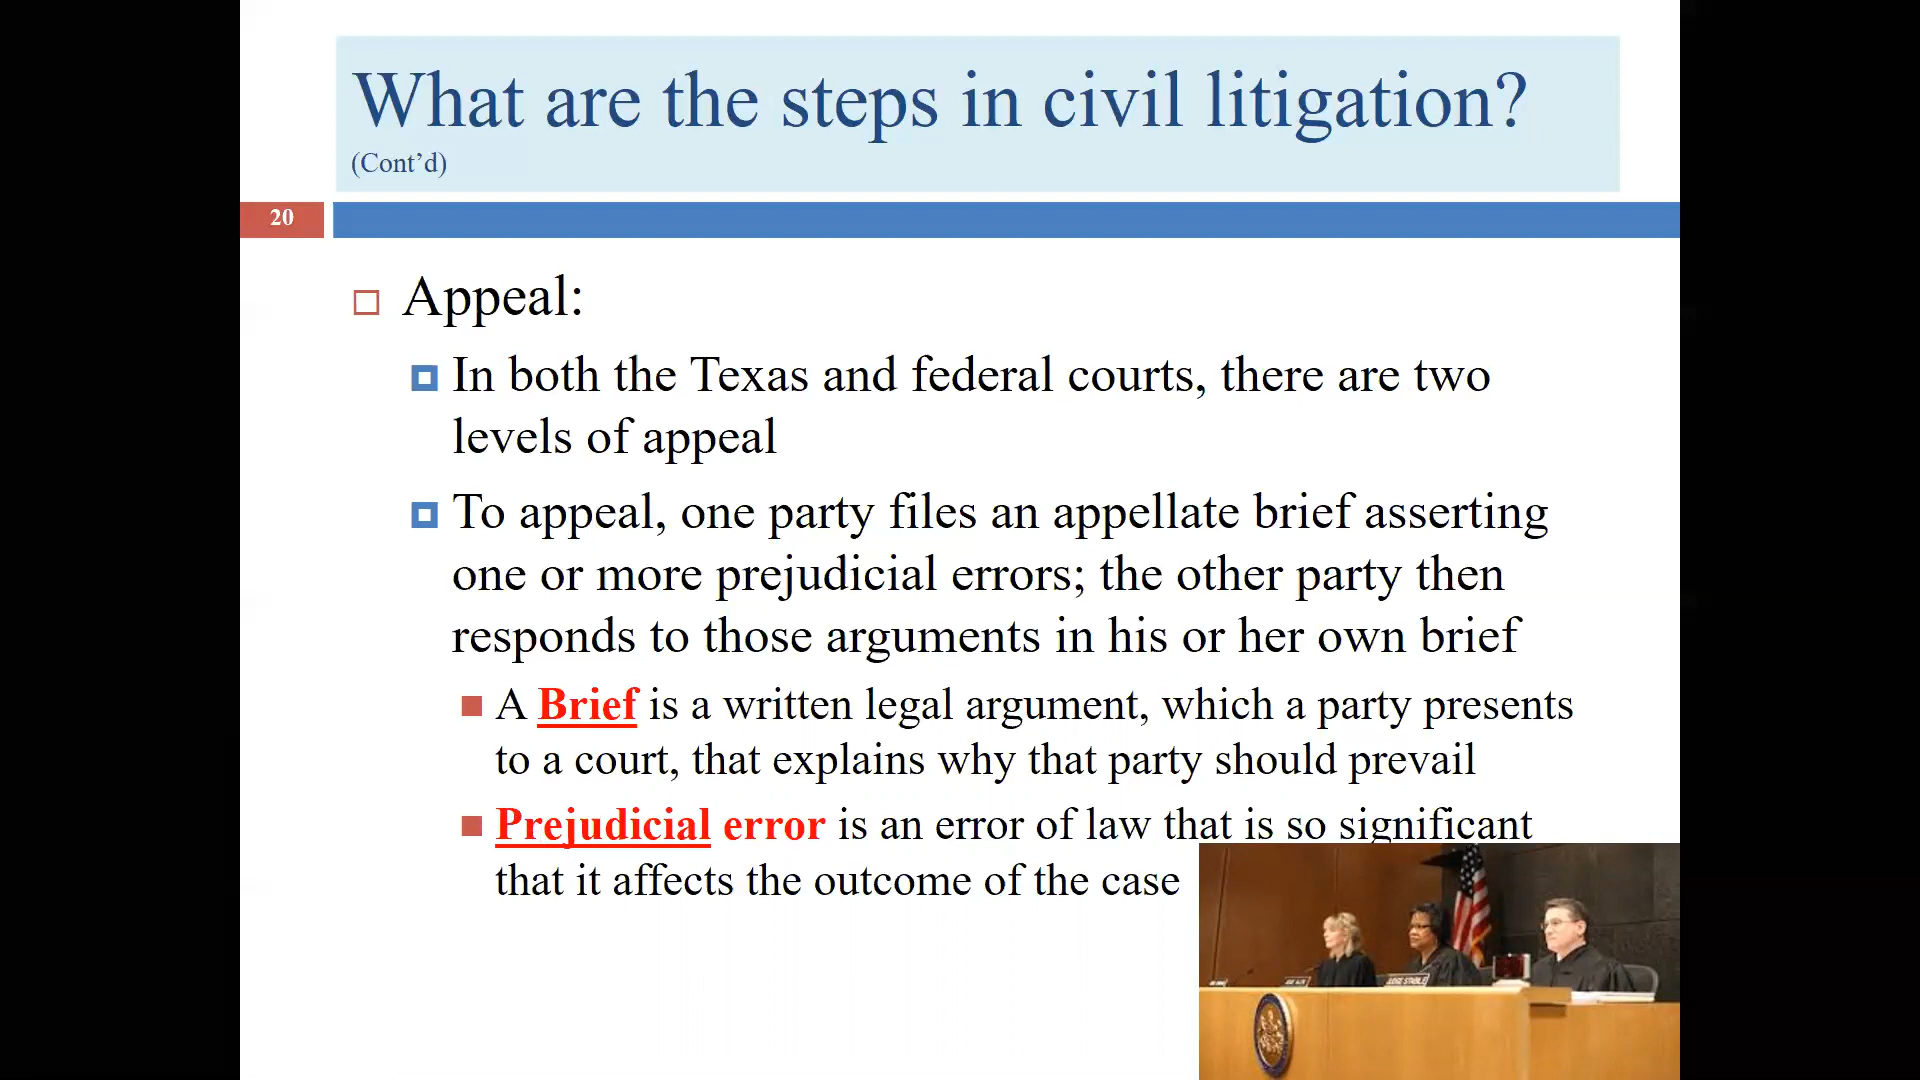 What are the steps in civil litigation?
(Cont’d)
20
Appeal:
In both the Texas and federal courts, there are two
levels of appeal
To appeal, one party files an appellate brief asserting
one or more prejudicial errors; the other party then
responds to those arguments in his or her own brief
A Brief is a written legal argument, which a party presents
to a court, that explains why that party should prevail
Prejudicial error is an error of law that is so significant
that it affects the outcome of the case
JUDGE STABILE